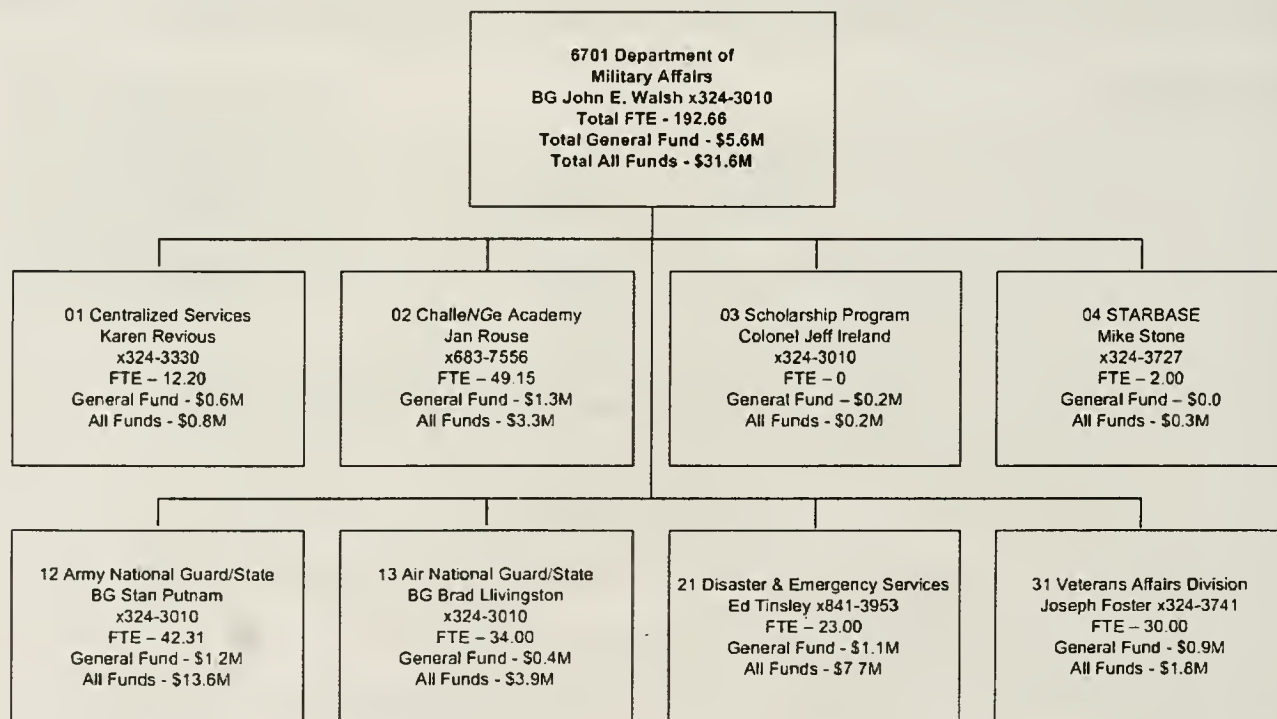 6701 Department of
Military Affairs
BG John E. Walsh x324-3010
Total FTE - 192.66
Total General Fund - $5.6M
Total All Funds - $31.6M
01 Centralized Services
Karen Revious
x324-3330
FTE – 12.20
General Fund - $0.6M
All Funds - $0.8M
02 ChalleNGe Academy
Jan Rouse
x683-7556
FTE – 49.15
General Fund - $1.3M
All Funds - $3.3M
03 Scholarship Program
Colonel Jeff Ireland
x324-3010
FTE – 0
General Fund – $0.2M
All Funds - $0.2M
04 STARBASE
Mike Stone
x324-3727
FTE – 2.00
General Fund - $0.0
All Funds - $0.3M
12 Army National Guard/State
BG Stan Putnam
x324-3010
FTE – 42.31
General Fund - $1.2M
All Funds - $13.6M
13 Air National Guard/State
BG Brad Llivingston
x324-3010
FTE – 34.00
General Fund - $0.4M
All Funds - $3.9M
21 Disaster & Emergency Services
Ed Tinsley x841-3953
FTE – 23.00
General Fund - $1.1M
All Funds - $7.7M
31 Veterans Affairs Division
Joseph Foster x324-3741
FTE – 30.00
General Fund - $0.9M
All Funds - $1.8M